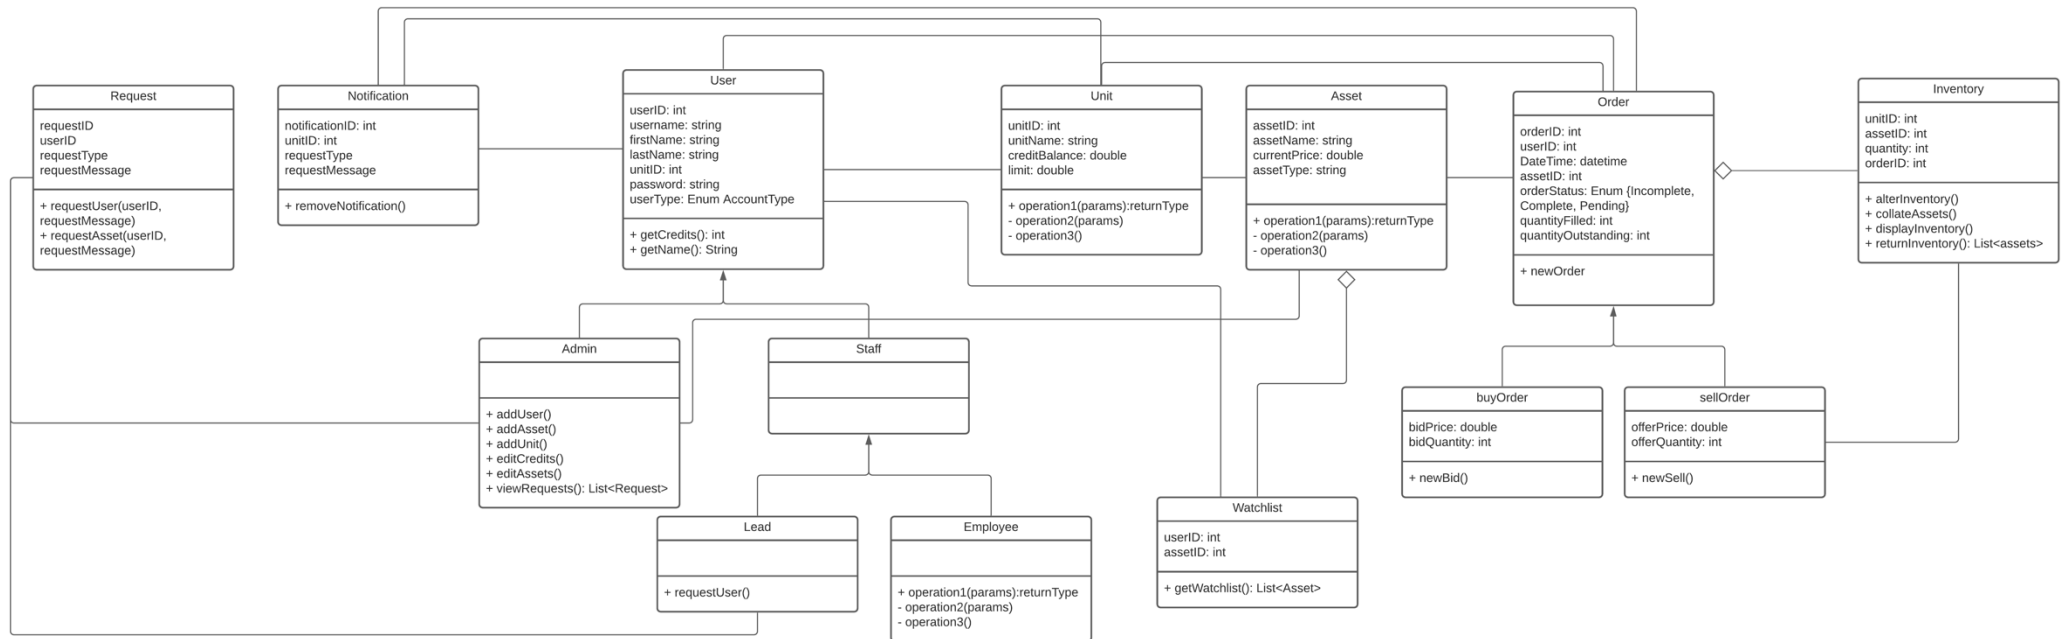 Request
requestID
userID
requestType
requestMessage
+ requestUser(userID,
requestMessage)
+ requestAsset(userID,
requestMessage)
Notification
notificationID: int
unitID: int
requestType
requestMessage
+ removeNotification()
User
userID: int
username: string
firstName: string
lastName: string
unitID: int
password: string
userType: Enum AccountType
+ getCredits(): int
+ getName(): String
Unit
unitID: int
unitName: string
creditBalance: double
limit: double
+ operation1(params):returnType
- operation2(params)
- operation3()
Asset
assetID: int
assetName: string
currentPrice: double
assetType: string
+ operation1(params):returnType
- operation2(params)
- operation3()
Order
orderID: int
userID: int
DateTime: datetime
assetID: int
orderStatus: Enum {Incomplete,
Complete, Pending}
quantityFilled: int
quantityOutstanding: int
+ newOrder
Inventory
unitID: int
assetID: int
quantity: int
orderID: int
+ alterInventory()
+ collateAssets()
+ displayInventory()
+ returnInventory(): List<assets>
Admin
+ addUser()
+ addAsset()
+ addUnit()
+ editCredits()
+ editAssets()
+ viewRequests(): List<Request>
Staff
buyOrder
bidPrice: double
bidQuantity: int
+ newBid()
sellOrder
offerPrice: double
offerQuantity: int
+ newSell()
Lead
+ requestUser()
Employee
+ operation1(params):returnType
- operation2(params)
- operation3()
Watchlist
userID: int
assetID: int
+ getWatchlist(): List<Asset>